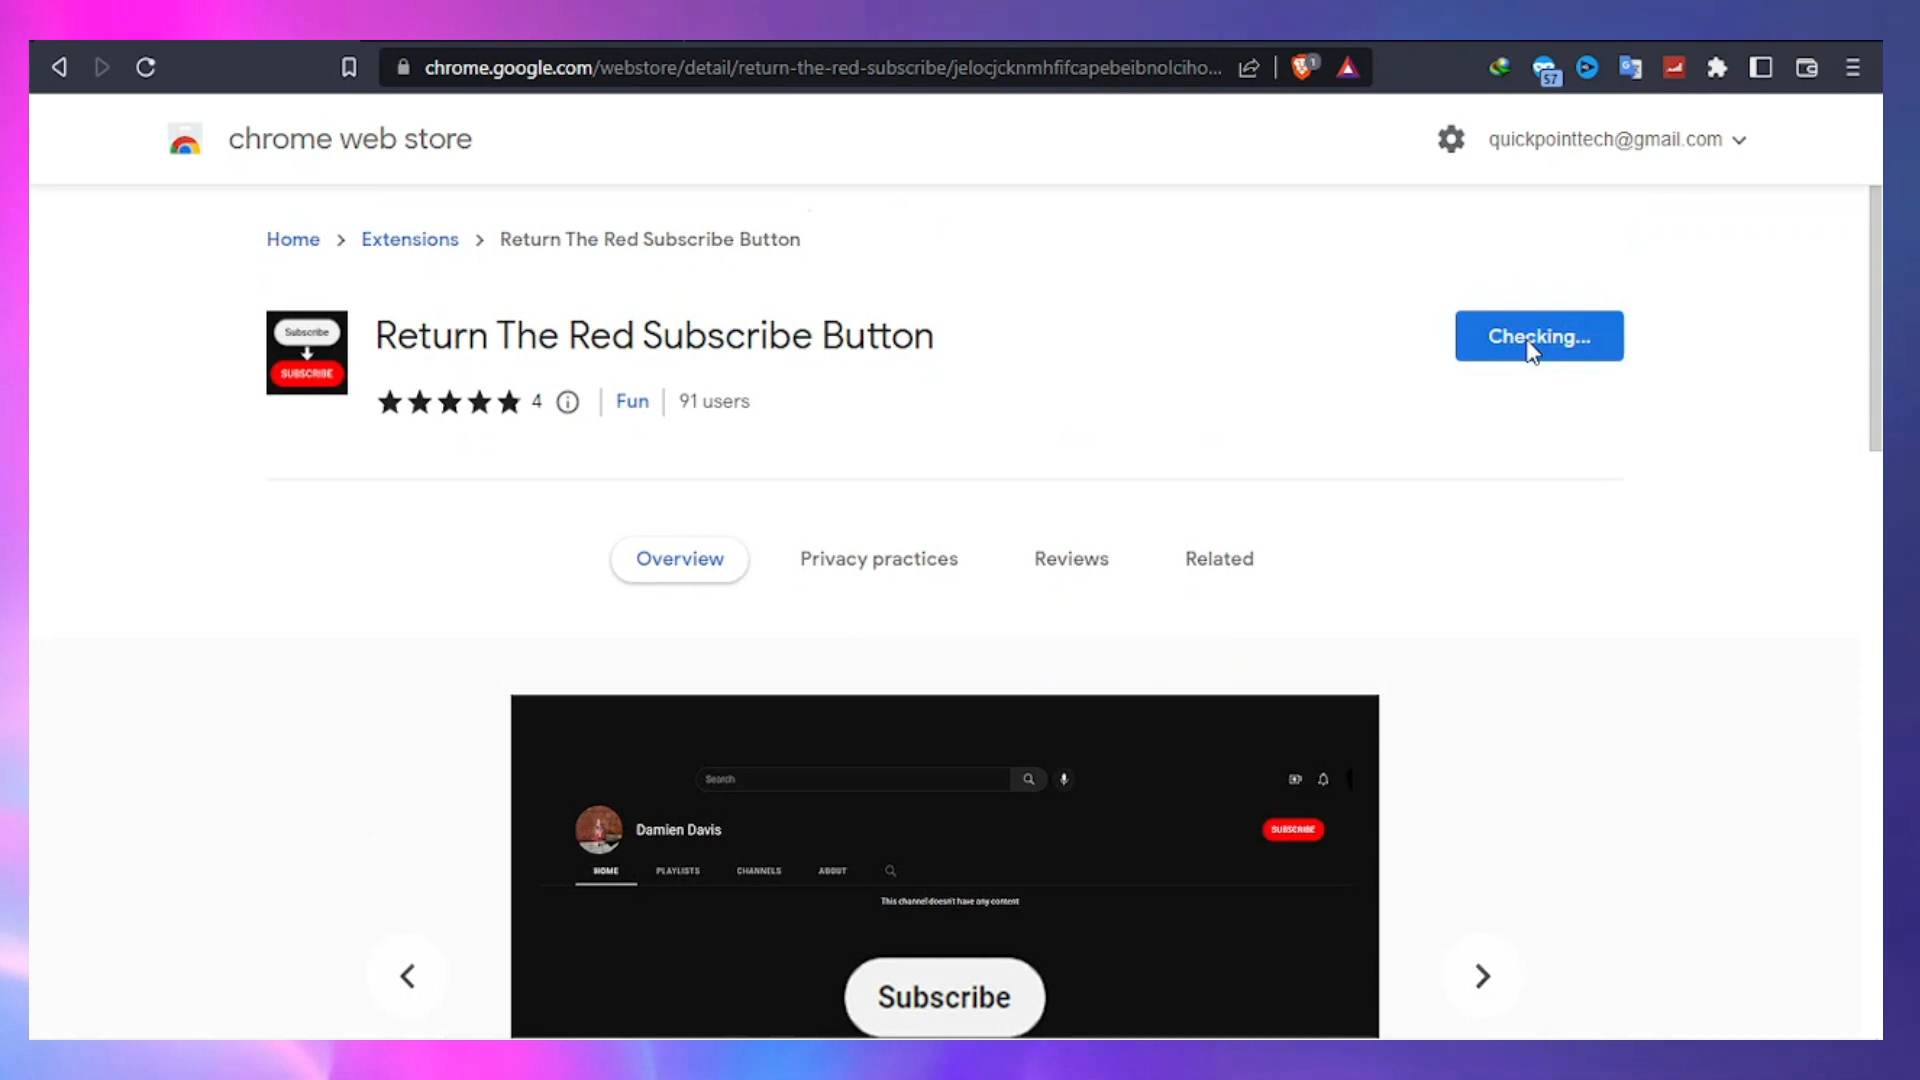 chrome.google.com/webstore/detail/return-the-red-subscribe/jelocjcknmhfifcapebeibnolciho...
1
57
chrome web store
quickpointtech@gmail.com
Home > Extensions > Return The Red Subscribe Button
Subscribe
SUBSCRIBE
Return The Red Subscribe Button
Checking...
4
Fun
91 users
Overview
Privacy practices
Reviews
Related
Search
Damien Davis
SUBSCRIBE
HOME
PLAYLISTS
CHANNELS
ABOUT
This channel doesn't have any content
Subscribe